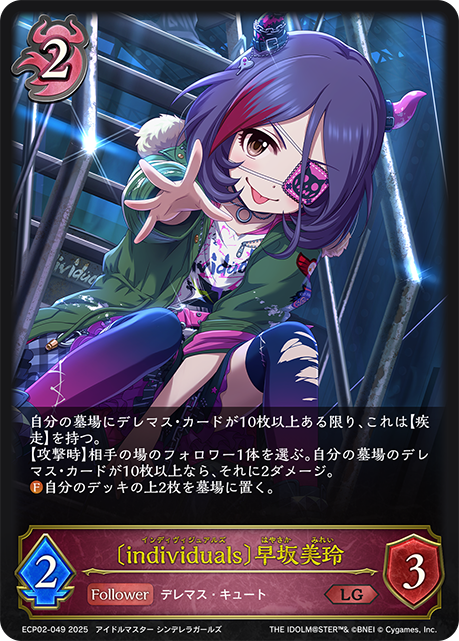 2
individuals
自分の墓場にデレマス・カードが10枚以上ある限り、これは【疾
走】を持つ。
【攻撃時】相手の場のフォロワー1体を選ぶ。自分の墓場のデレ
マス・カードが10枚以上なら、それに2ダメージ。
F 自分のデッキの上2枚を墓場に置く。
インディヴィジュアルズ はやさか みれい
〔individuals〕早坂美玲
2
Follower デレマス・キュート LG
3
ECP02-049 2025 アイドルマスター シンデレラガールズ THE IDOLM@STER™& ©BNEI © Cygames, Inc.